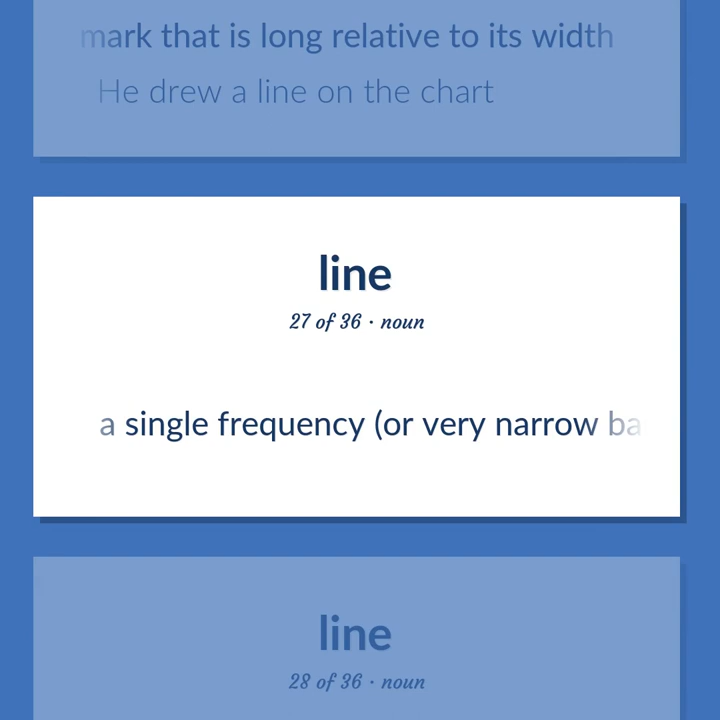 mark that is long relative to its width
He drew a line on the chart
line
27 of 36 · noun
a single frequency (or very narrow ba
line
28 of 36 · noun